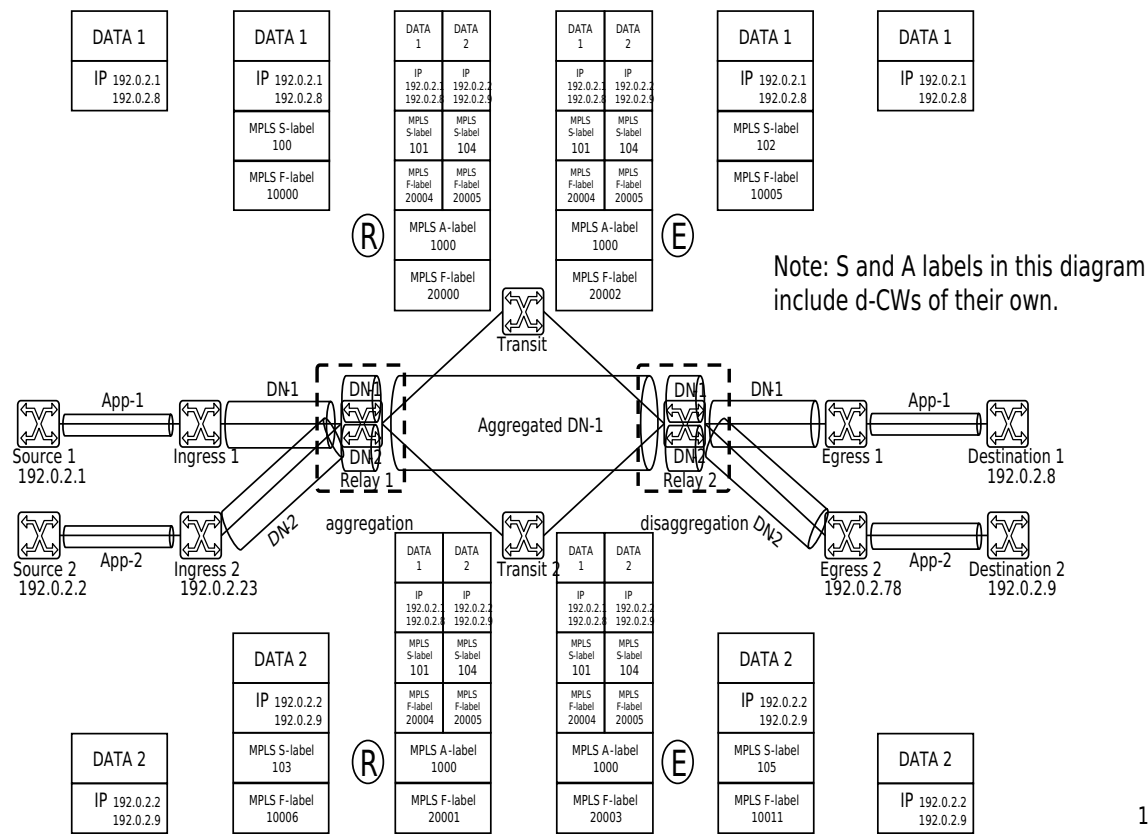 DATA 1
IP 192.0.2.1
192.0.2.8
DATA 1
IP 192.0.2.1
192.0.2.8
MPLS S-label
100
MPLS F-label
10000
DATA
1
DATA
2
IP
192.0.2.1
192.0.2.8
IP
192.0.2.2
192.0.2.9
MPLS
S-label
101
MPLS
S-label
104
MPLS
F-label
20004
MPLS
F-label
20005
MPLS A-label
1000
MPLS F-label
20000
R
DATA
1
DATA
2
IP
192.0.2.1
192.0.2.8
IP
192.0.2.2
192.0.2.9
MPLS
S-label
101
MPLS
S-label
104
MPLS
F-label
20004
MPLS
F-label
20005
MPLS A-label
1000
MPLS F-label
20002
E
DATA 1
IP 192.0.2.1
192.0.2.8
MPLS S-label
102
MPLS F-label
10005
DATA 1
IP 192.0.2.1
192.0.2.8
Note: S and A labels in this diagram
include d-CWs of their own.
Transit
App-1
DN-1
DN-1
Aggregated DN-1
DN-1
DN-1
App-1
Source 1
192.0.2.1
Ingress 1
DN-2
Relay 1
DN-2
Relay 2
Egress 1
Destination 1
192.0.2.8
DN-2
aggregation
disaggregation
DN-2
App-2
App-2
Source 2
192.0.2.2
Ingress 2
192.0.2.23
Transit 2
Egress 2
192.0.2.78
Destination 2
192.0.2.9
DATA 2
IP 192.0.2.2
192.0.2.9
DATA 2
IP 192.0.2.2
192.0.2.9
MPLS S-label
103
MPLS F-label
10006
R
DATA
1
DATA
2
IP
192.0.2.1
192.0.2.8
IP
192.0.2.2
192.0.2.9
MPLS
S-label
101
MPLS
S-label
104
MPLS
F-label
20004
MPLS
F-label
20005
MPLS A-label
1000
MPLS F-label
20001
DATA
1
DATA
2
IP
192.0.2.1
192.0.2.8
IP
192.0.2.2
192.0.2.9
MPLS
S-label
101
MPLS
S-label
104
MPLS
F-label
20004
MPLS
F-label
20005
MPLS A-label
1000
MPLS F-label
20003
E
DATA 2
IP 192.0.2.2
192.0.2.9
MPLS S-label
105
MPLS F-label
10011
DATA 2
IP 192.0.2.2
192.0.2.9
1